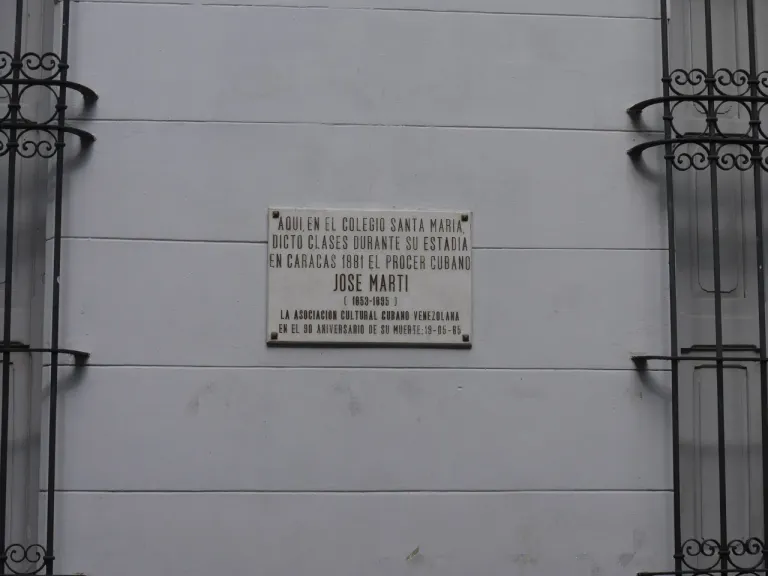 AQUI, EN EL COLEGIO SANTA MARIA,
DICTO CLASES DURANTE SU ESTADIA
EN CARACAS 1881 EL PROCER CUBANO
JOSE MARTI
( 1853-1895 )
LA ASOCIACION CULTURAL CUBANO VENEZOLANA
EN EL 90 ANIVERSARIO DE SU MUERTE: 19-05-85